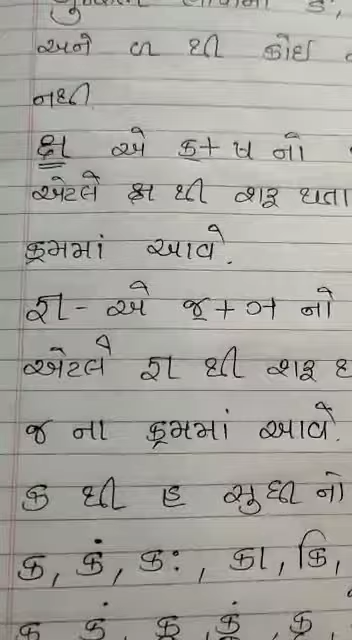 અને ળ થી કોઇ
નથી
ક્ષ એ ક્ + ષ નો
એટલે ક્ષ થી શરૂ થતા
ક્રમમાં આવે.
જ્ઞ - એ જ્ + ઞ નો
એટલે જ્ઞ થી શરૂ થ
જ ના ક્રમમાં આવે.
ક થી હ સુધી નો
ક, કં, કઃ, કા, કિ,